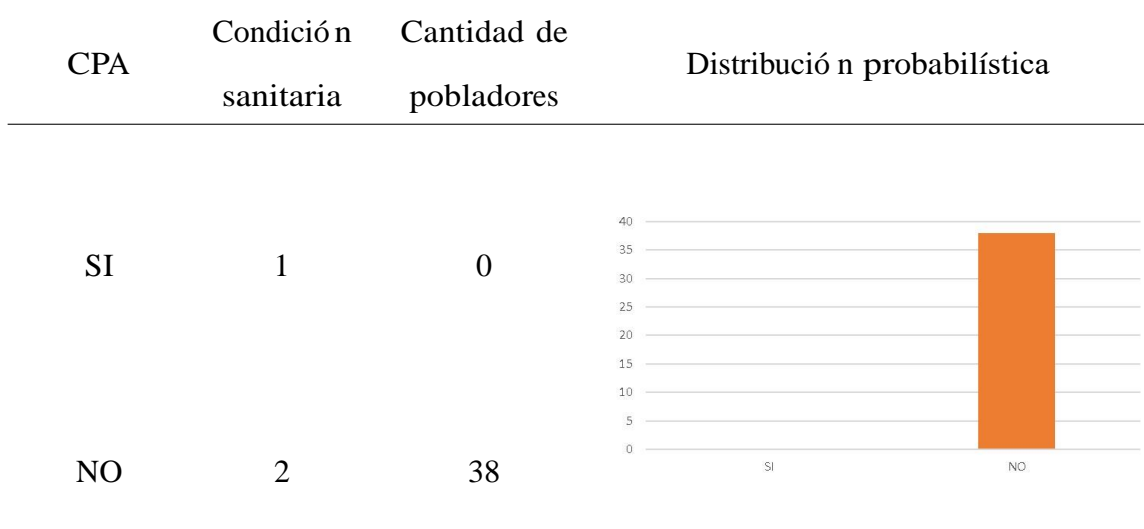 CPA
Condición
sanitaria
Cantidad de
pobladores
Distribución probabilística
SI
1
0
NO
2
38
40
35
30
25
20
15
10
5
0
SI
NO